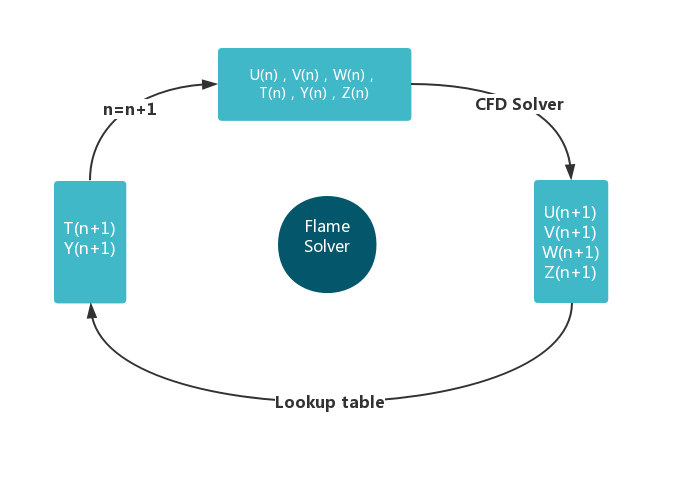 U(n) , V(n) , W(n) ,
T(n) , Y(n) , Z(n)
n=n+1
CFD Solver
T(n+1)
Y(n+1)
Flame
Solver
U(n+1)
V(n+1)
W(n+1)
Z(n+1)
Lookup table